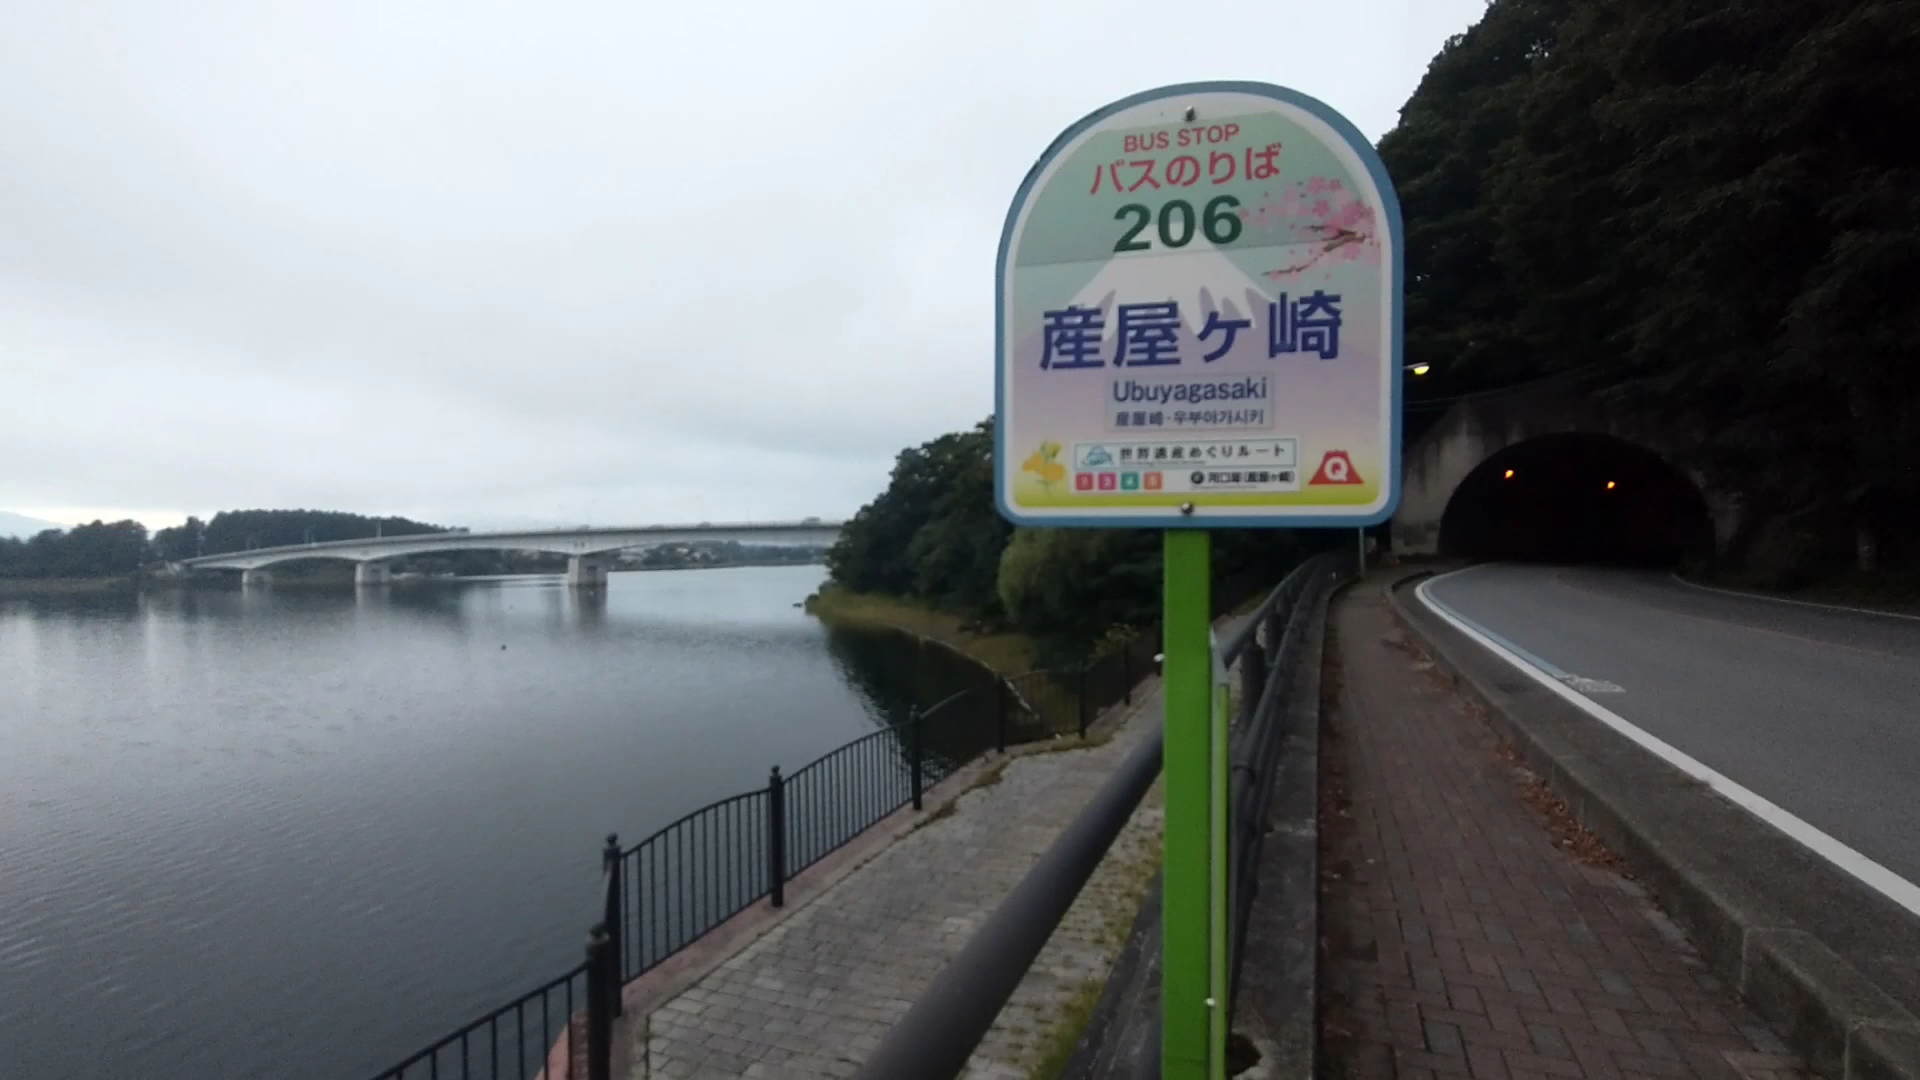 BUS STOP
バスのりば
206
産屋ヶ崎
Ubuyagasaki
産屋崎・우부야가사키
世界遺産めぐりルート
河口湖(産屋ヶ崎)
Q